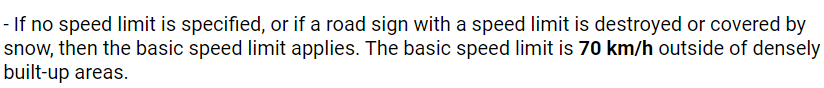 - If no speed limit is specified, or if a road sign with a speed limit is destroyed or covered by
snow, then the basic speed limit applies. The basic speed limit is 70 km/h outside of densely
built-up areas.